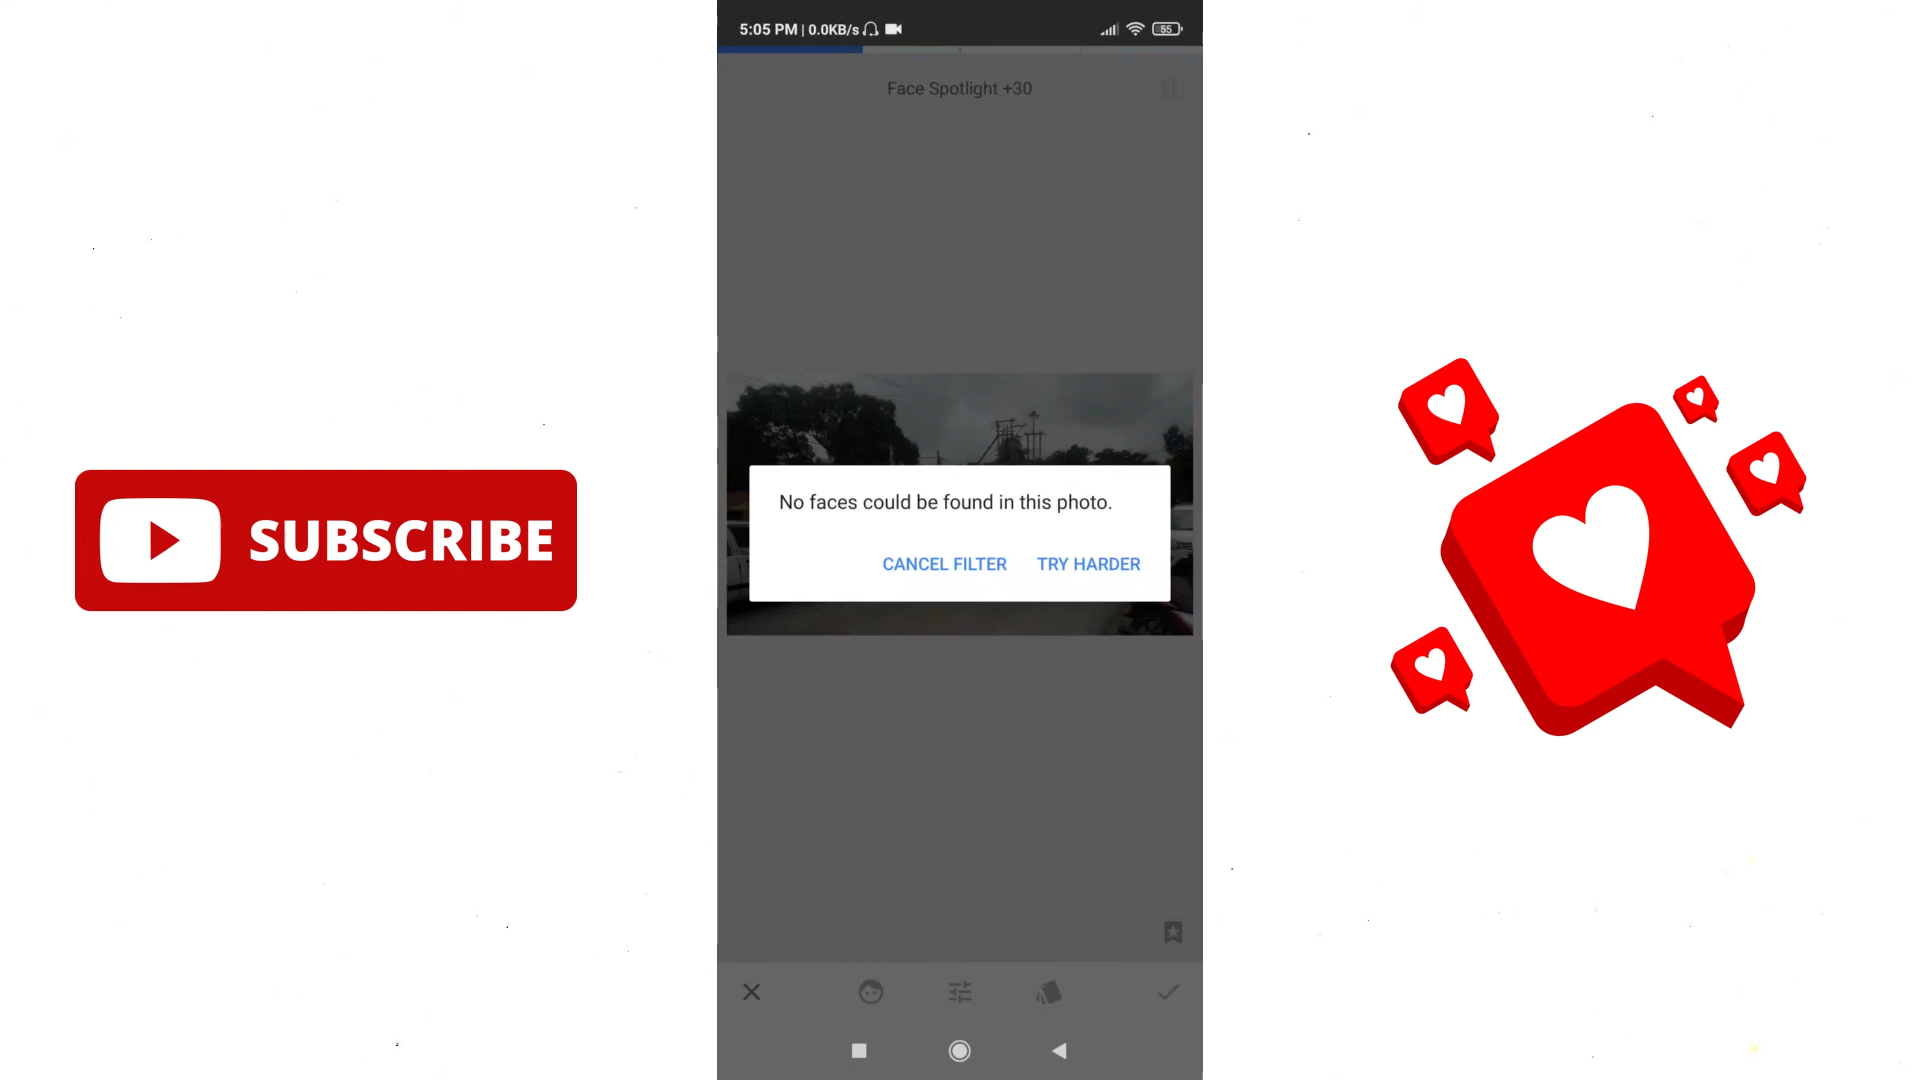 5:05 PM | 0.0KB/s
55
Face Spotlight +30
No faces could be found in this photo.
CANCEL FILTER TRY HARDER
SUBSCRIBE